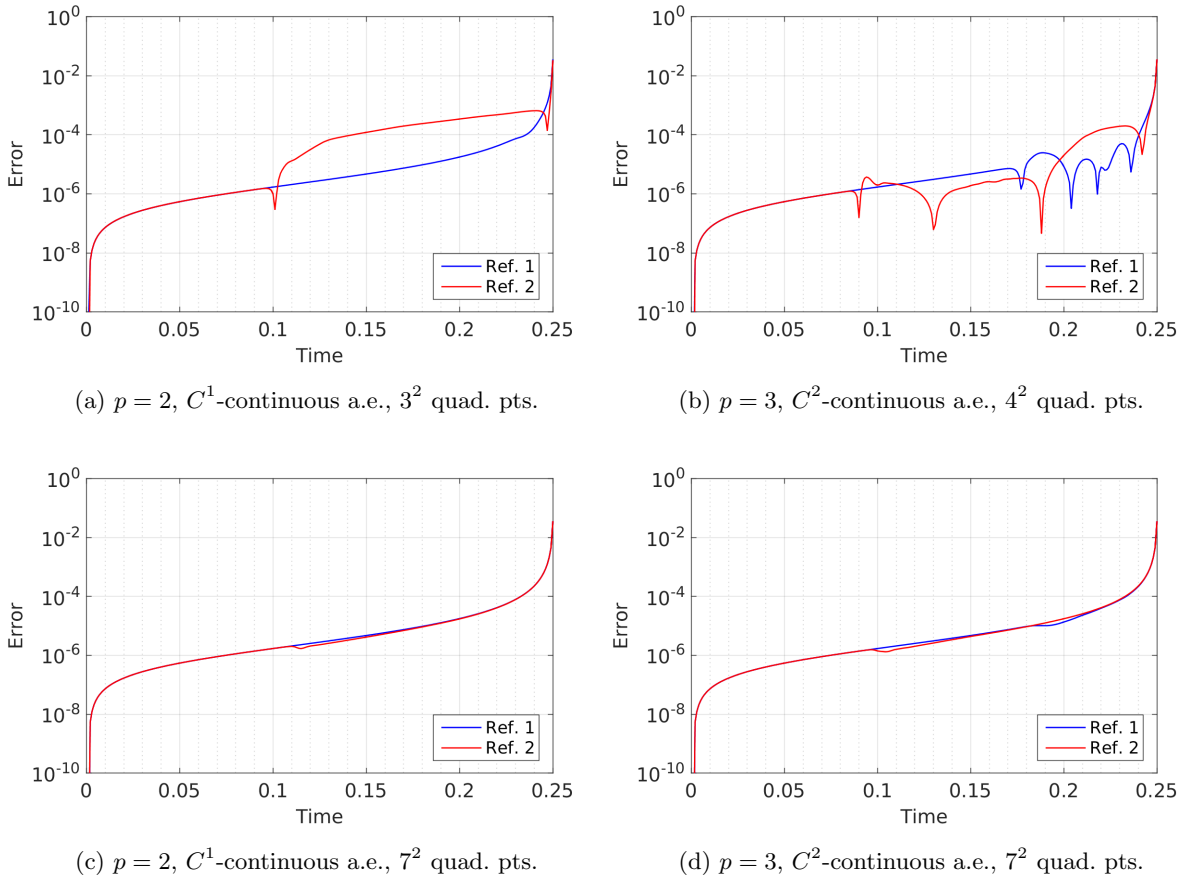 10^0
10^-2
10^-4
10^-6
10^-8
10^-10
Error
0 0.05 0.1 0.15 0.2 0.25
Time
Ref. 1
Ref. 2
(a) p = 2, C^1-continuous a.e., 3^2 quad. pts.
10^0
10^-2
10^-4
10^-6
10^-8
10^-10
Error
0 0.05 0.1 0.15 0.2 0.25
Time
Ref. 1
Ref. 2
(b) p = 3, C^2-continuous a.e., 4^2 quad. pts.
10^0
10^-2
10^-4
10^-6
10^-8
10^-10
Error
0 0.05 0.1 0.15 0.2 0.25
Time
Ref. 1
Ref. 2
(c) p = 2, C^1-continuous a.e., 7^2 quad. pts.
10^0
10^-2
10^-4
10^-6
10^-8
10^-10
Error
0 0.05 0.1 0.15 0.2 0.25
Time
Ref. 1
Ref. 2
(d) p = 3, C^2-continuous a.e., 7^2 quad. pts.